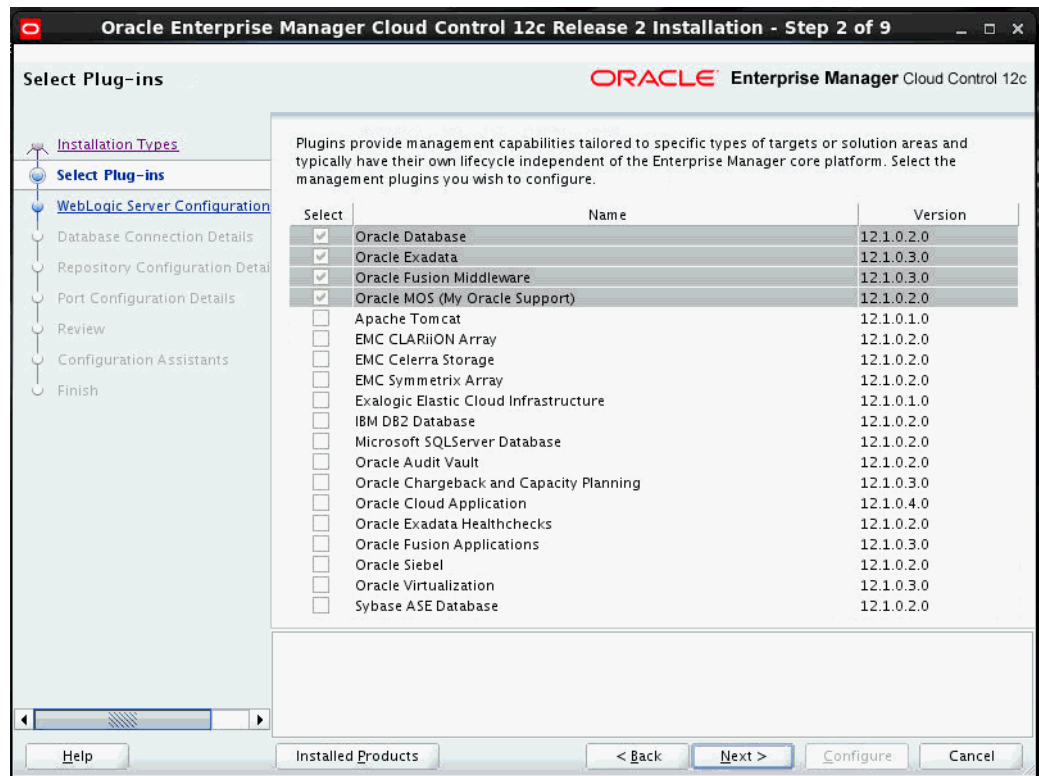 Oracle Enterprise Manager Cloud Control 12c Release 2 Installation - Step 2 of 9
Select Plug-ins
ORACLE Enterprise Manager Cloud Control 12c
Installation Types
Select Plug-ins
WebLogic Server Configuration
Database Connection Details
Repository Configuration Detai
Port Configuration Details
Review
Configuration Assistants
Finish
Plugins provide management capabilities tailored to specific types of targets or solution areas and
typically have their own lifecycle independent of the Enterprise Manager core platform. Select the
management plugins you wish to configure.
Select Name Version
Oracle Database 12.1.0.2.0
Oracle Exadata 12.1.0.3.0
Oracle Fusion Middleware 12.1.0.3.0
Oracle MOS (My Oracle Support) 12.1.0.2.0
Apache Tomcat 12.1.0.1.0
EMC CLARiiON Array 12.1.0.2.0
EMC Celerra Storage 12.1.0.2.0
EMC Symmetrix Array 12.1.0.2.0
Exalogic Elastic Cloud Infrastructure 12.1.0.1.0
IBM DB2 Database 12.1.0.2.0
Microsoft SQLServer Database 12.1.0.2.0
Oracle Audit Vault 12.1.0.2.0
Oracle Chargeback and Capacity Planning 12.1.0.3.0
Oracle Cloud Application 12.1.0.4.0
Oracle Exadata Healthchecks 12.1.0.2.0
Oracle Fusion Applications 12.1.0.3.0
Oracle Siebel 12.1.0.2.0
Oracle Virtualization 12.1.0.3.0
Sybase ASE Database 12.1.0.2.0
Help Installed Products < Back Next > Configure Cancel